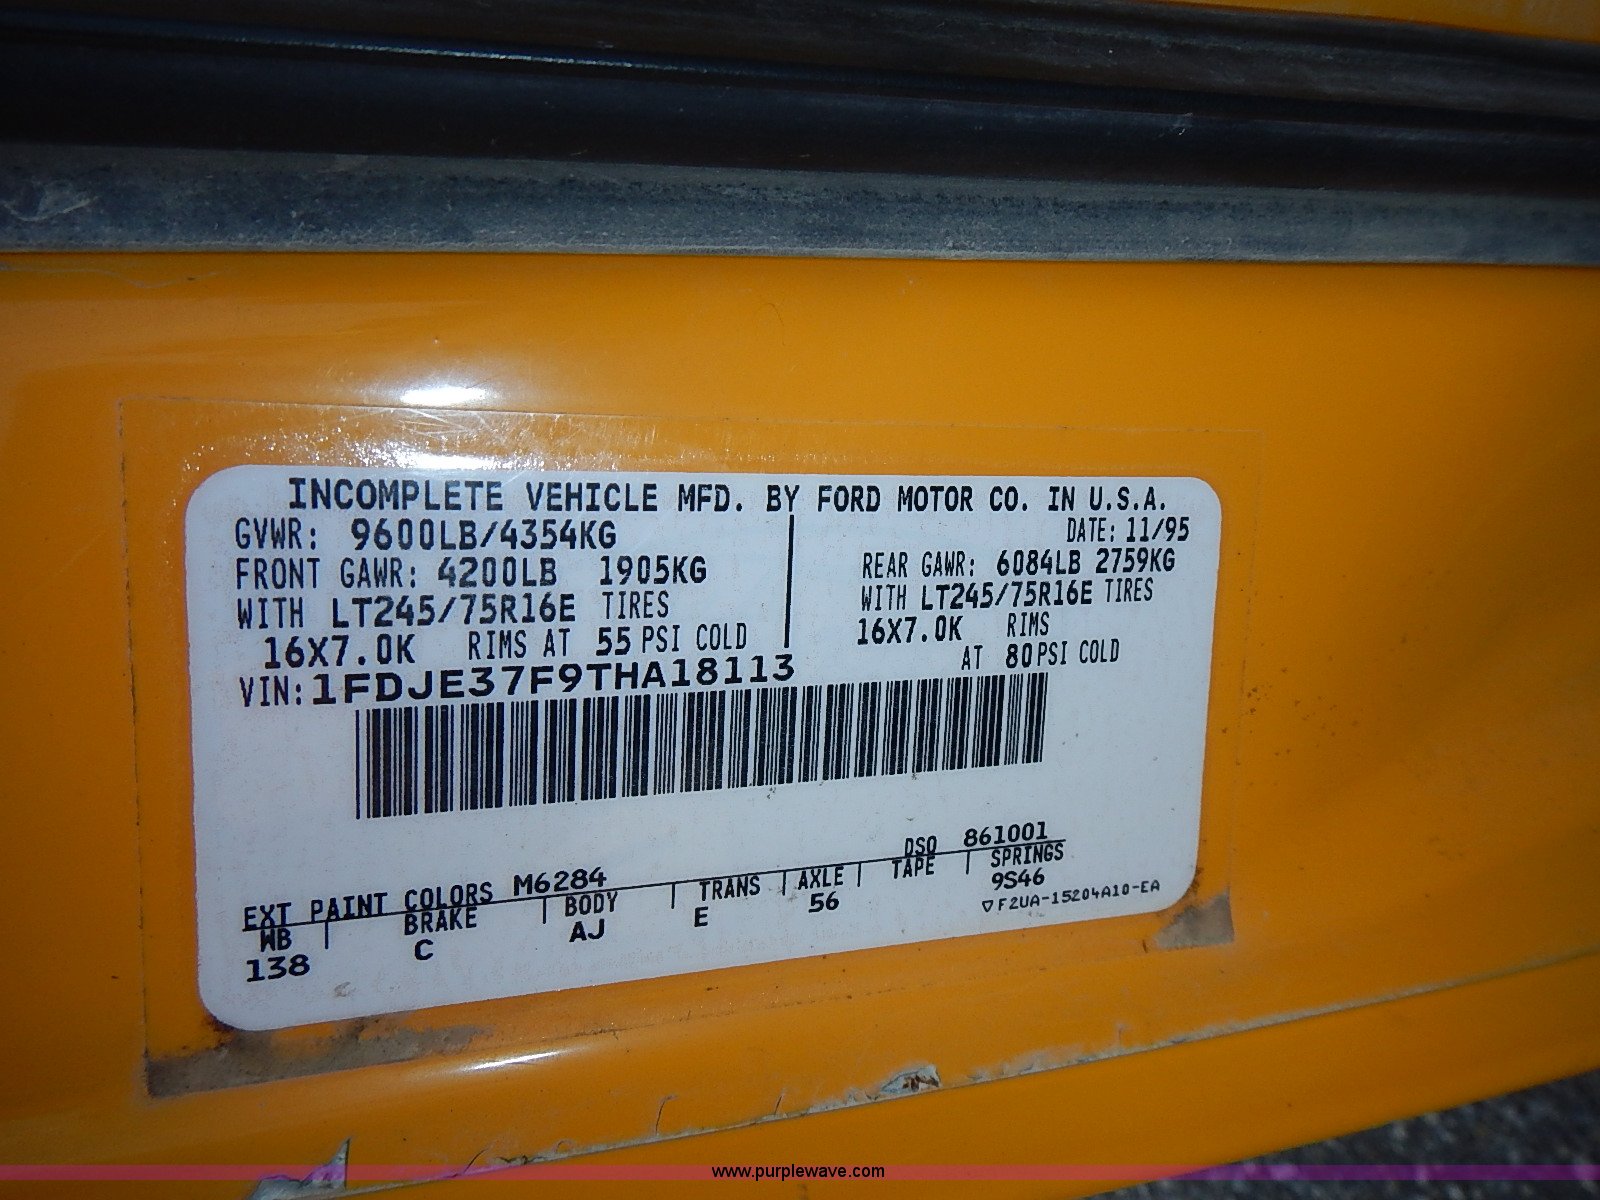 INCOMPLETE VEHICLE MFD. BY FORD MOTOR CO. IN U.S.A.
GVWR: 9600LB/4354KG
DATE: 11/95
FRONT GAWR: 4200LB 1905KG
REAR GAWR: 6084LB 2759KG
WITH LT245/75R16E TIRES
WITH LT245/75R16E TIRES
16X7.0K RIMS AT 55 PSI COLD
16X7.0K RIMS
AT 80 PSI COLD
VIN: 1FDJE37F9THA18113
DSO 861001
EXT PAINT COLORS M6284
WB BRAKE BODY TRANS AXLE TAPE SPRINGS
138 C AJ E 56 9S46
▽F2UA-15204A10-EA
www.purplewave.com